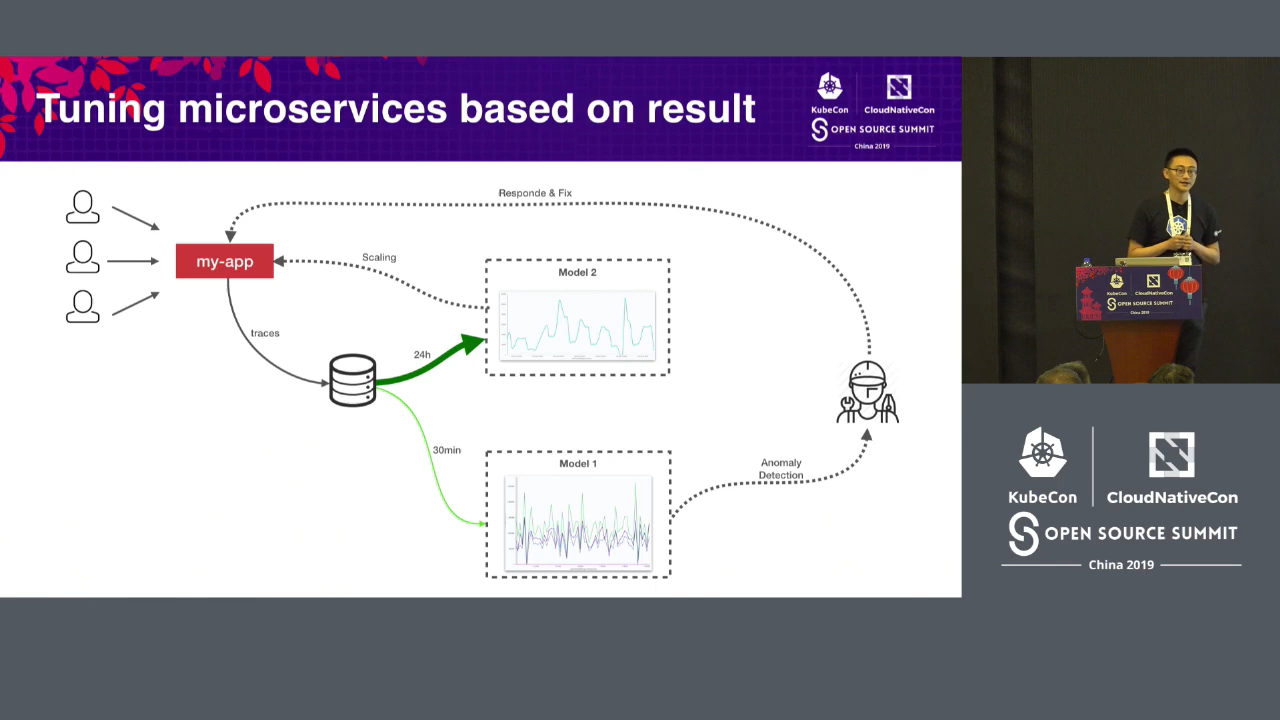 Tuning microservices based on result
KubeCon
CloudNativeCon
OPEN SOURCE SUMMIT
China 2019
Responde & Fix
my-app
Scaling
Model 2
traces
24h
30min
Model 1
Anomaly
Detection
KubeCon
CloudNativeCon
OPEN SOURCE SUMMIT
China 2019
KubeCon
CloudNativeCon
OPEN SOURCE SUMMIT
China 2019